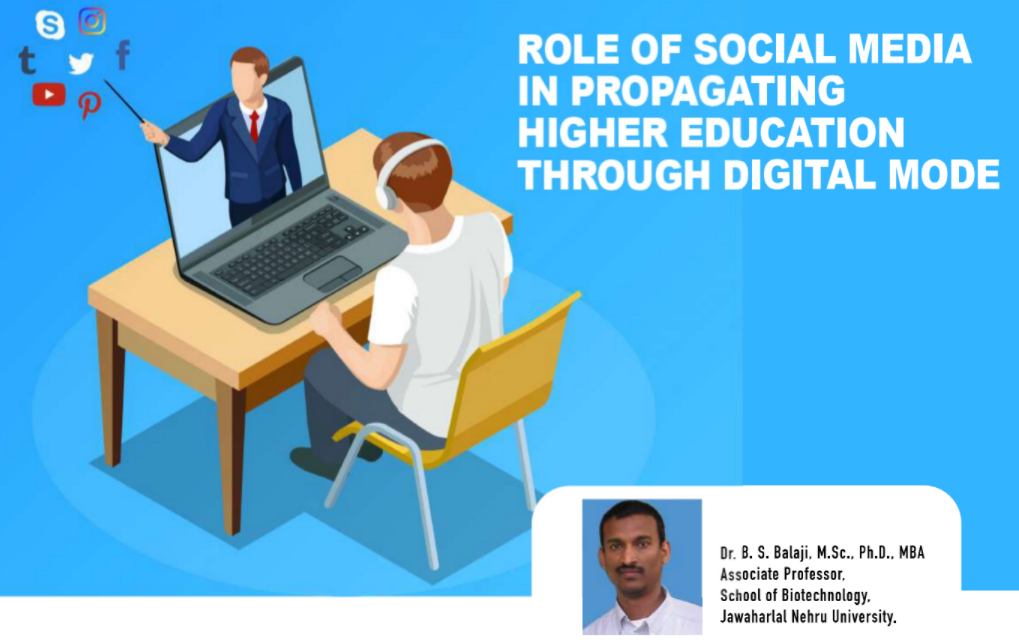 ROLE OF SOCIAL MEDIA
IN PROPAGATING
HIGHER EDUCATION
THROUGH DIGITAL MODE
Dr. B. S. Balaji, M.Sc., Ph.D., MBA
Associate Professor,
School of Biotechnology,
Jawaharlal Nehru University.